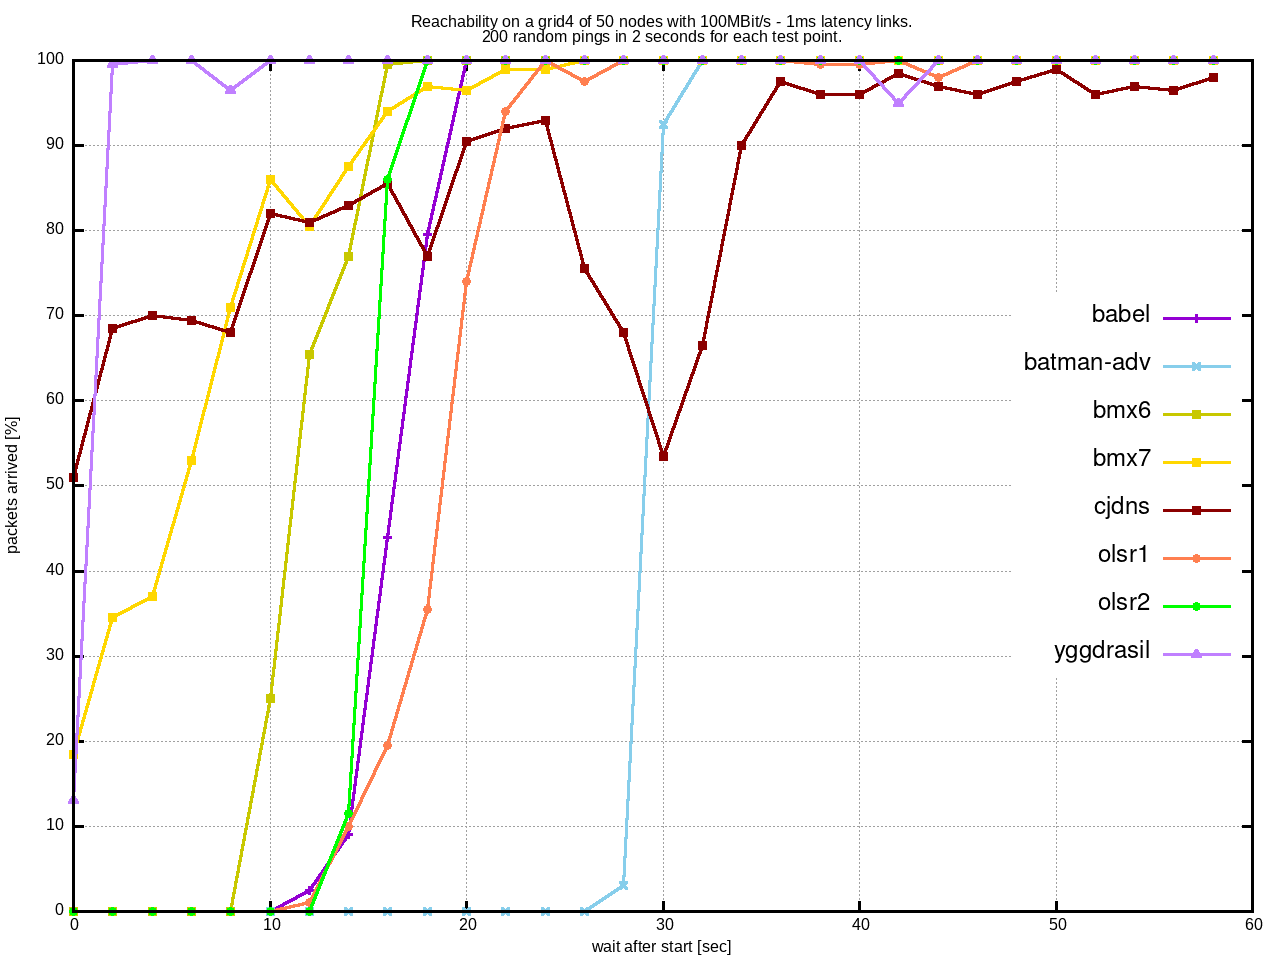 Reachability on a grid4 of 50 nodes with 100MBit/s - 1ms latency links.
200 random pings in 2 seconds for each test point.
100
90
80
70
60
50
40
30
20
10
0
packets arrived [%]
babel
batman-adv
bmx6
bmx7
cjdns
olsr1
olsr2
yggdrasil
0 10 20 30 40 50 60
wait after start [sec]